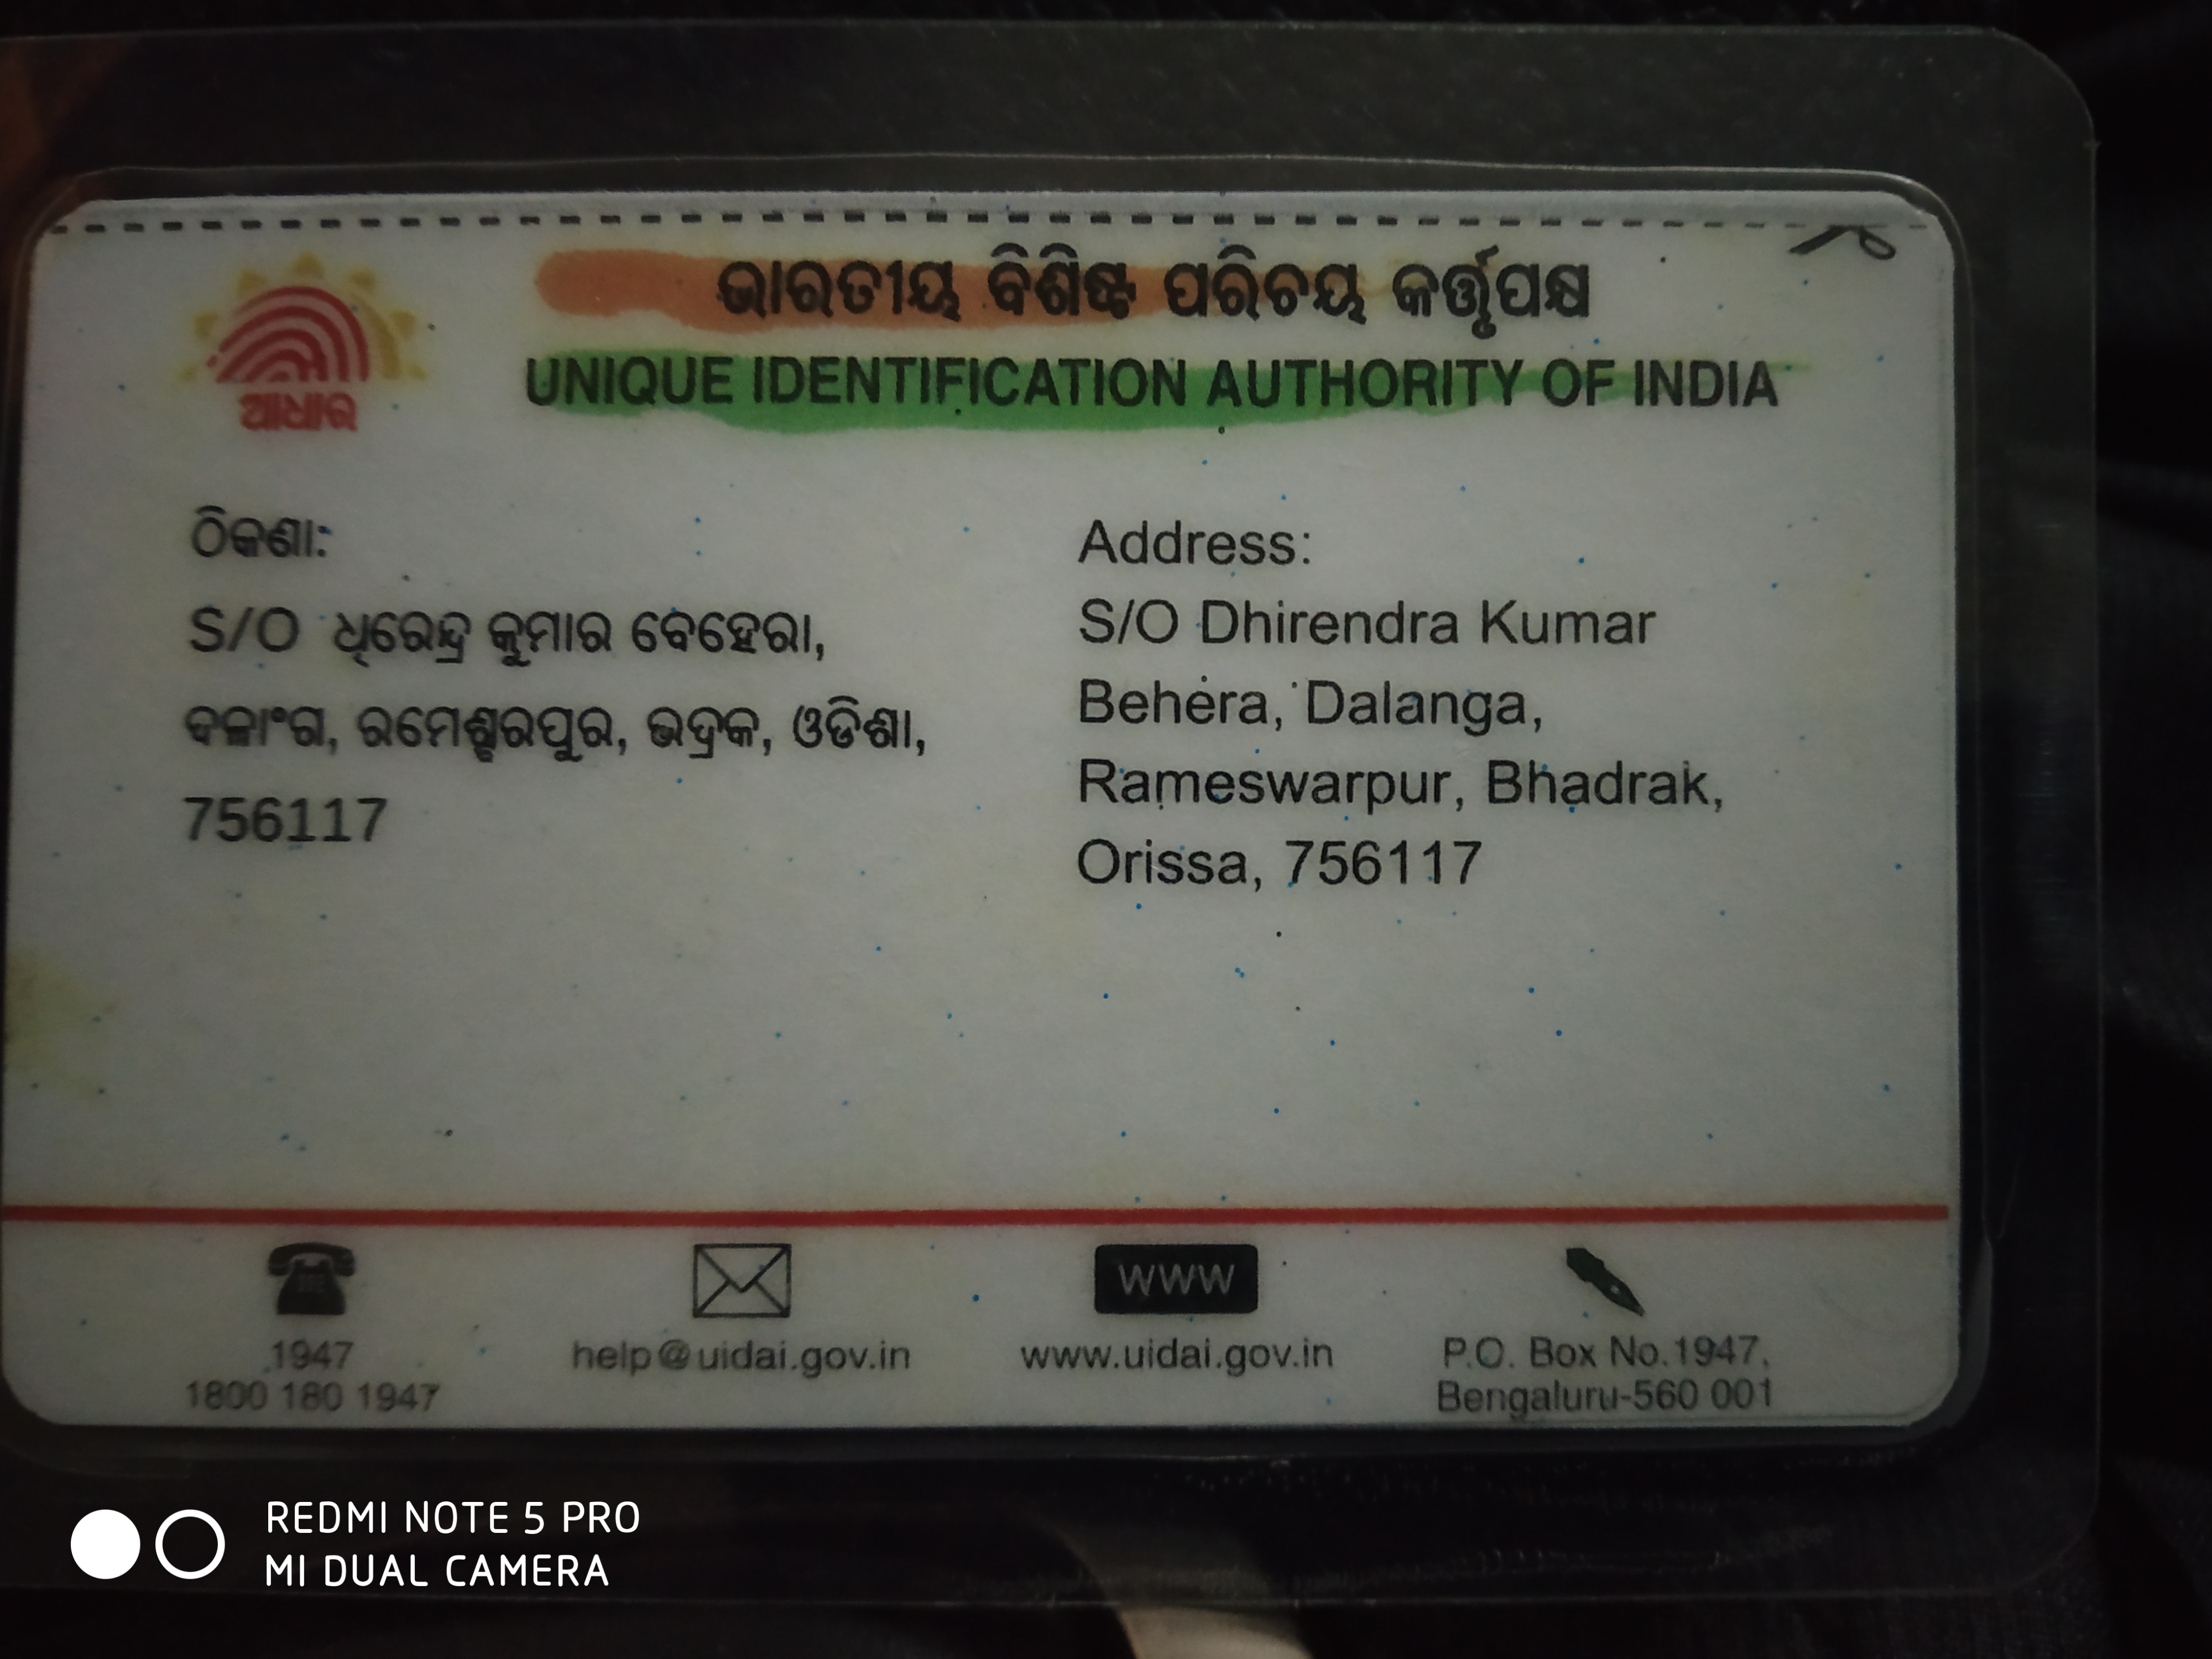 ଭାରତୀୟ ବିଶିଷ୍ଟ ପରିଚୟ କର୍ତ୍ତୃପକ୍ଷ
UNIQUE IDENTIFICATION AUTHORITY OF INDIA
ଆଧାର
ଠିକଣା:
S/O ଧିରେନ୍ଦ୍ର କୁମାର ବେହେରା,
ଦଳାଂଗ, ରମେଶ୍ବରପୁର, ଭଦ୍ରକ, ଓଡିଶା,
756117
Address:
S/O Dhirendra Kumar
Behera, Dalanga,
Rameswarpur, Bhadrak,
Orissa, 756117
1947
1800 180 1947
help@uidai.gov.in
WWW
www.uidai.gov.in
P.O. Box No.1947,
Bengaluru-560 001
REDMI NOTE 5 PRO
MI DUAL CAMERA